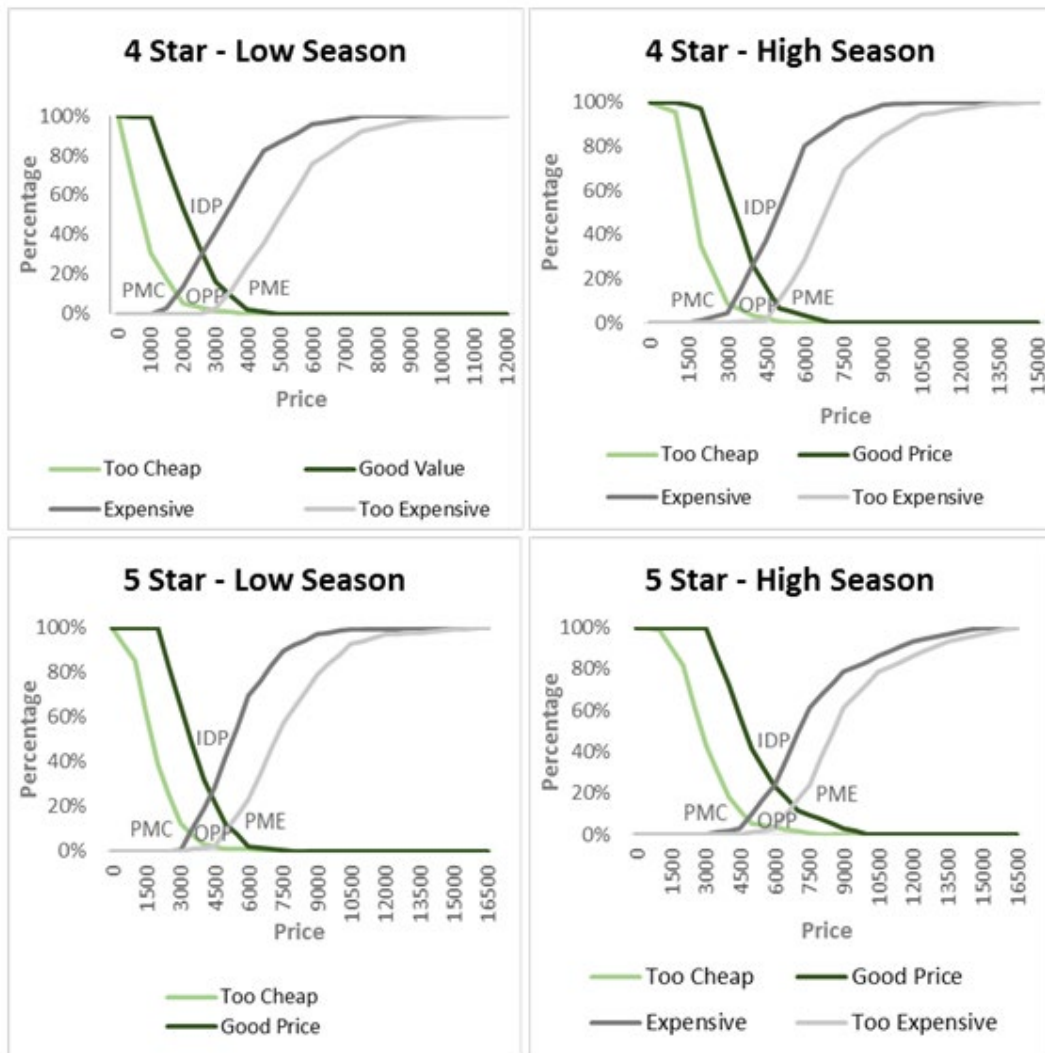 4 Star - Low Season
Percentage
100%
80%
60%
40%
20%
0%
IDP
PMC
OPP
PME
0
1000
2000
3000
4000
5000
6000
7000
8000
9000
10000
11000
12000
Price
Too Cheap
Good Value
Expensive
Too Expensive
4 Star - High Season
Percentage
100%
80%
60%
40%
20%
0%
IDP
PMC
OPP
PME
0
1500
3000
4500
6000
7500
9000
10500
12000
13500
15000
Price
Too Cheap
Good Price
Expensive
Too Expensive
5 Star - Low Season
Percentage
100%
80%
60%
40%
20%
0%
IDP
PMC
OPP
PME
0
1500
3000
4500
6000
7500
9000
10500
12000
13500
15000
16500
Price
Too Cheap
Good Price
5 Star - High Season
Percentage
100%
80%
60%
40%
20%
0%
IDP
PMC
OPP
PME
0
1500
3000
4500
6000
7500
9000
10500
12000
13500
15000
16500
Price
Too Cheap
Good Price
Expensive
Too Expensive